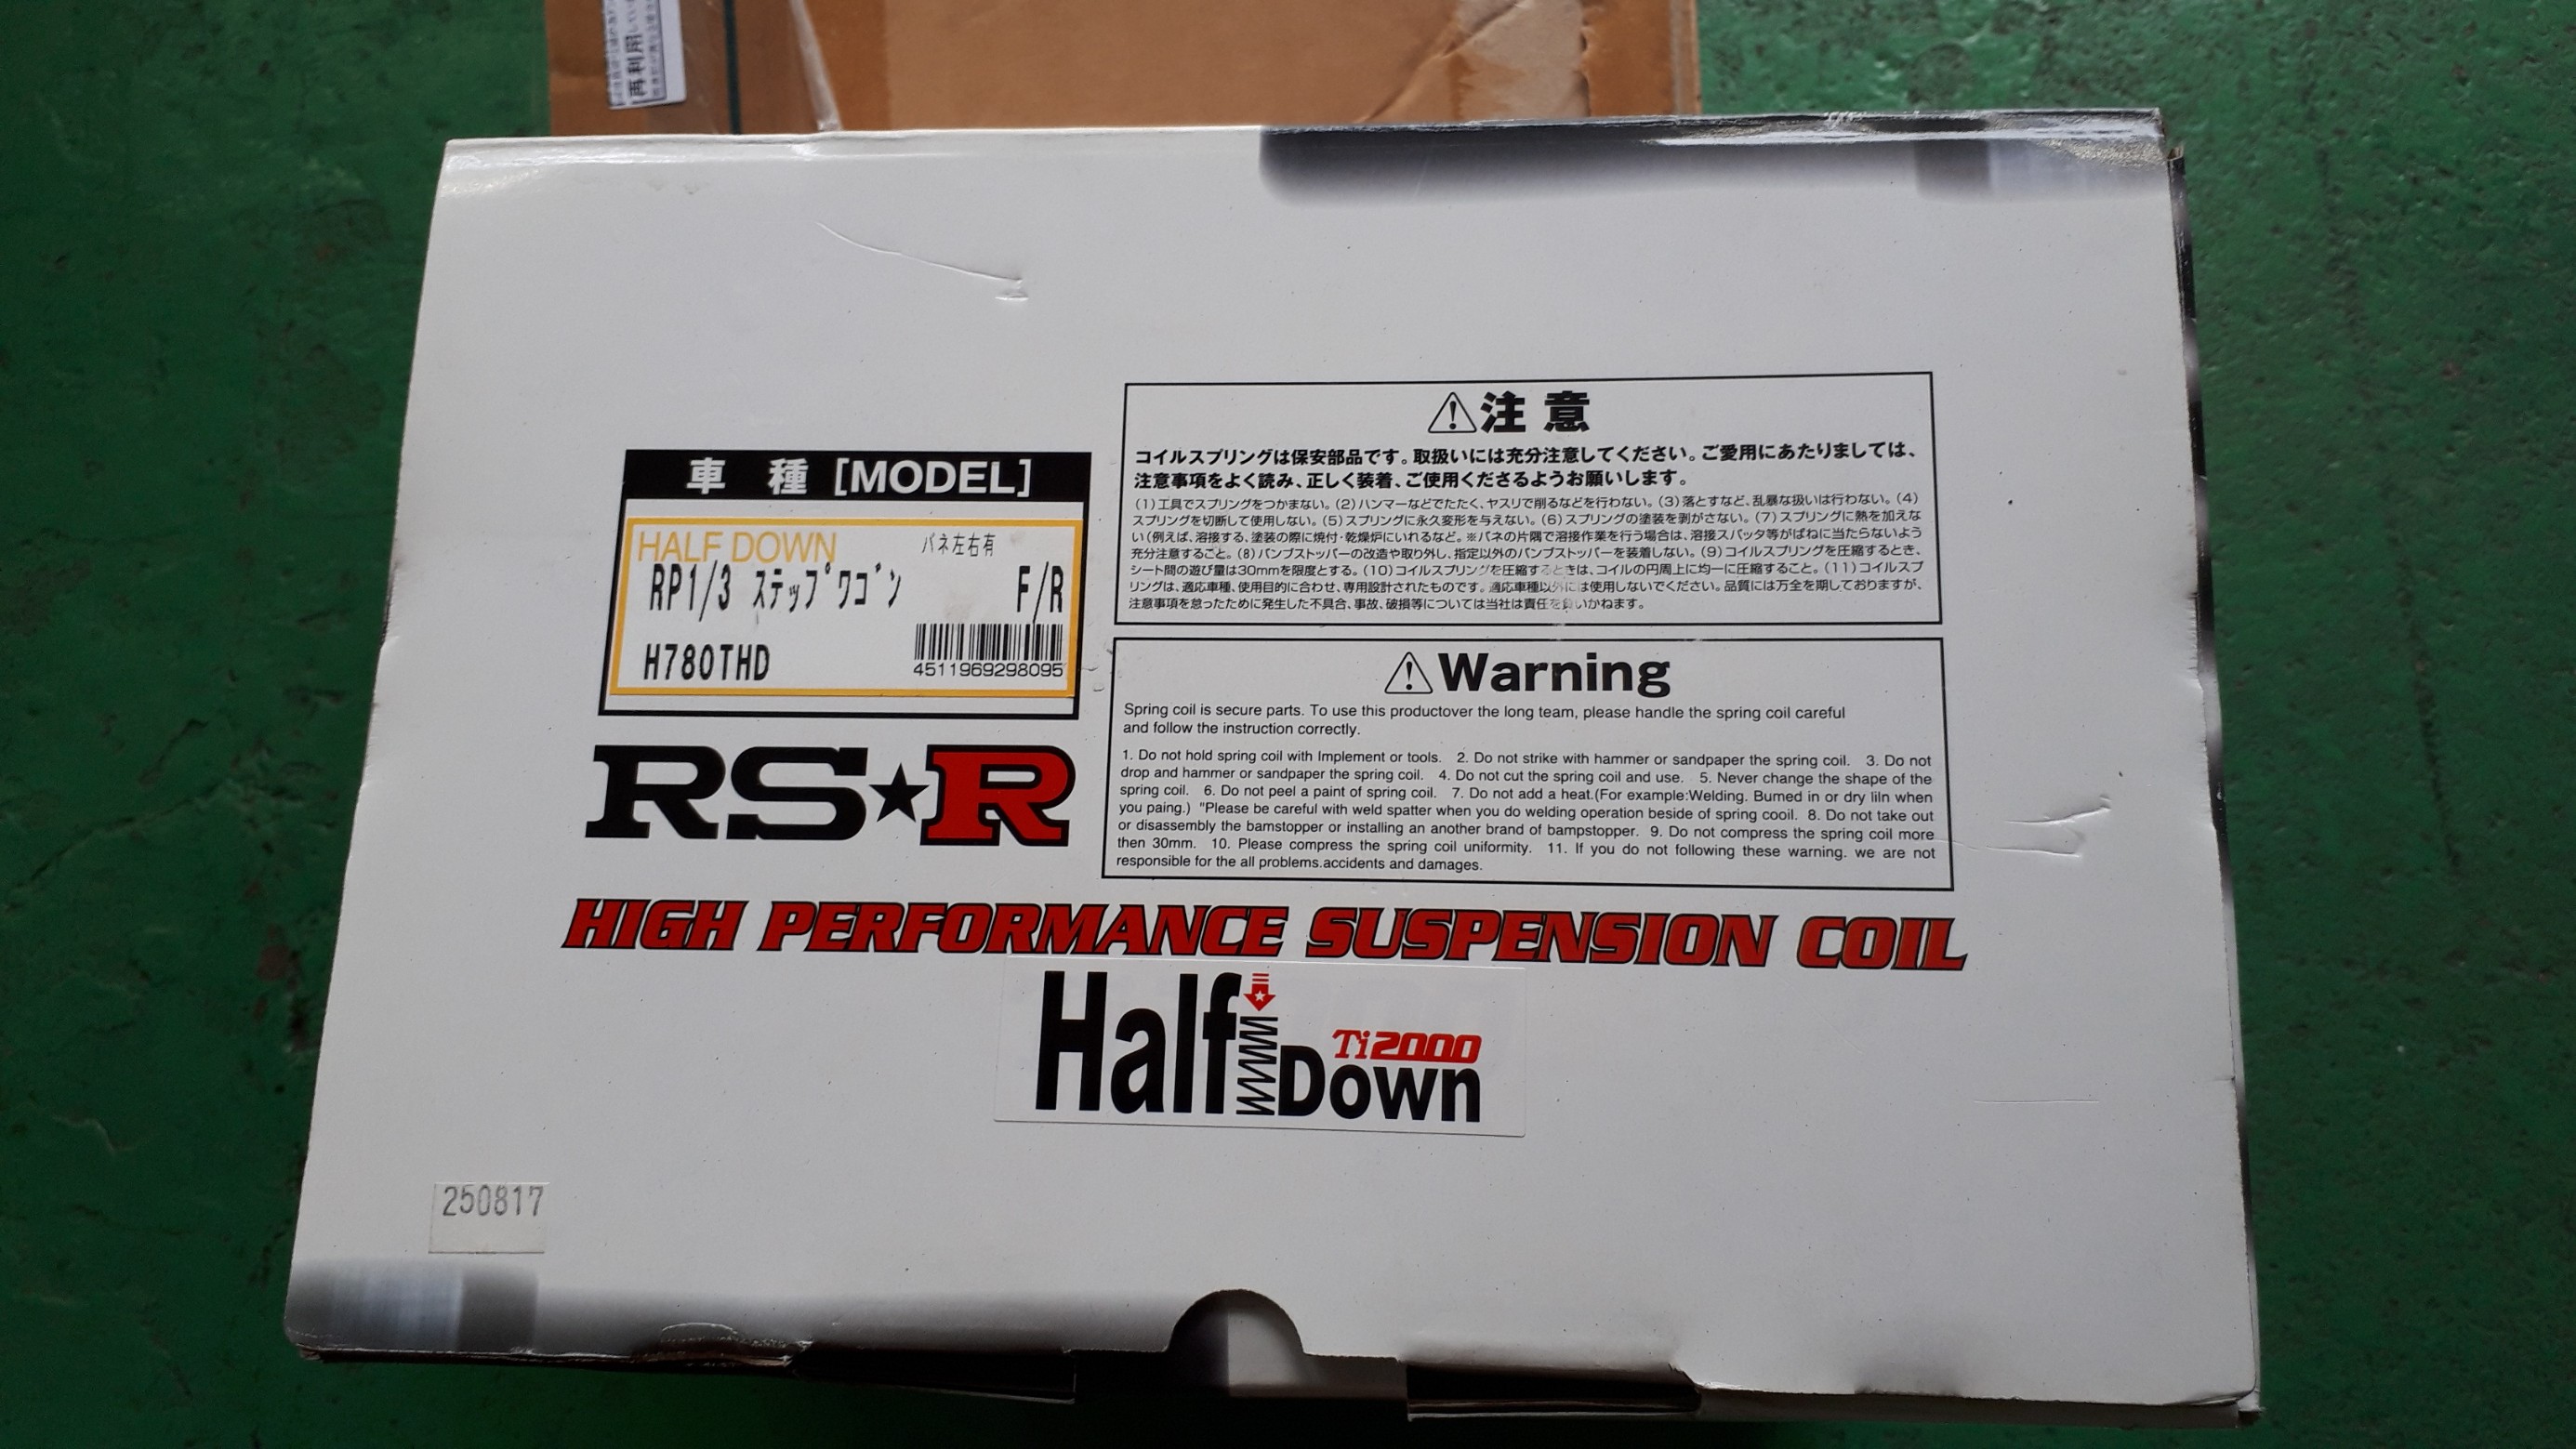 再利用
車 種 [MODEL]
HALF DOWN バネ左右有
RP1/3 ステップワゴン F/R
H780THD
4511969298095
RS★R
⚠注 意
コイルスプリングは保安部品です。取扱いには充分注意してください。ご愛用にあたりましては、
注意事項をよく読み、正しく装着、ご使用くださるようお願いします。
(1)工具でスプリングをつかまない。(2)ハンマーなどでたたく、ヤスリで削るなどを行わない。(3)落とすなど、乱暴な扱いは行わない。(4)
スプリングを切断して使用しない。(5)スプリングに永久変形を与えない。(6)スプリングの塗装を剥がさない。(7)スプリングに熱を加えな
い(例えば、溶接する、塗装の際に焼付・乾燥炉にいれるなど。※バネの片隅で溶接作業を行う場合は、溶接スパッタ等がばねに当たらないよう
充分注意すること。(8)バンプストッパーの改造や取り外し、指定以外のバンプストッパーを装着しない。(9)コイルスプリングを圧縮するとき、
シート間の遊び量は30mmを限度とする。(10)コイルスプリングを圧縮するときは、コイルの円周上に均一に圧縮すること。(11)コイルスプ
リングは、適応車種、使用目的に合わせ、専用設計されたものです。適応車種以外には使用しないでください。品質には万全を期しておりますが、
注意事項を怠ったために発生した不具合、事故、破損等については当社は責任を負いかねます。
⚠Warning
Spring coil is secure parts. To use this productover the long team, please handle the spring coil careful
and follow the instruction correctly.
1. Do not hold spring coil with Implement or tools. 2. Do not strike with hammer or sandpaper the spring coil. 3. Do not
drop and hammer or sandpaper the spring coil. 4. Do not cut the spring coil and use. 5. Never change the shape of the
spring coil. 6. Do not peel a paint of spring coil. 7. Do not add a heat.(For example:Welding. Bumed in or dry liln when
you paing.) "Please be careful with weld spatter when you do welding operation beside of spring cooil. 8. Do not take out
or disassembly the bamstopper or installing an another brand of bampstopper. 9. Do not compress the spring coil more
then 30mm. 10. Please compress the spring coil uniformity. 11. If you do not following these warning. we are not
responsible for the all problems.accidents and damages.
HIGH PERFORMANCE SUSPENSION COIL
Half Down Ti2000
250817